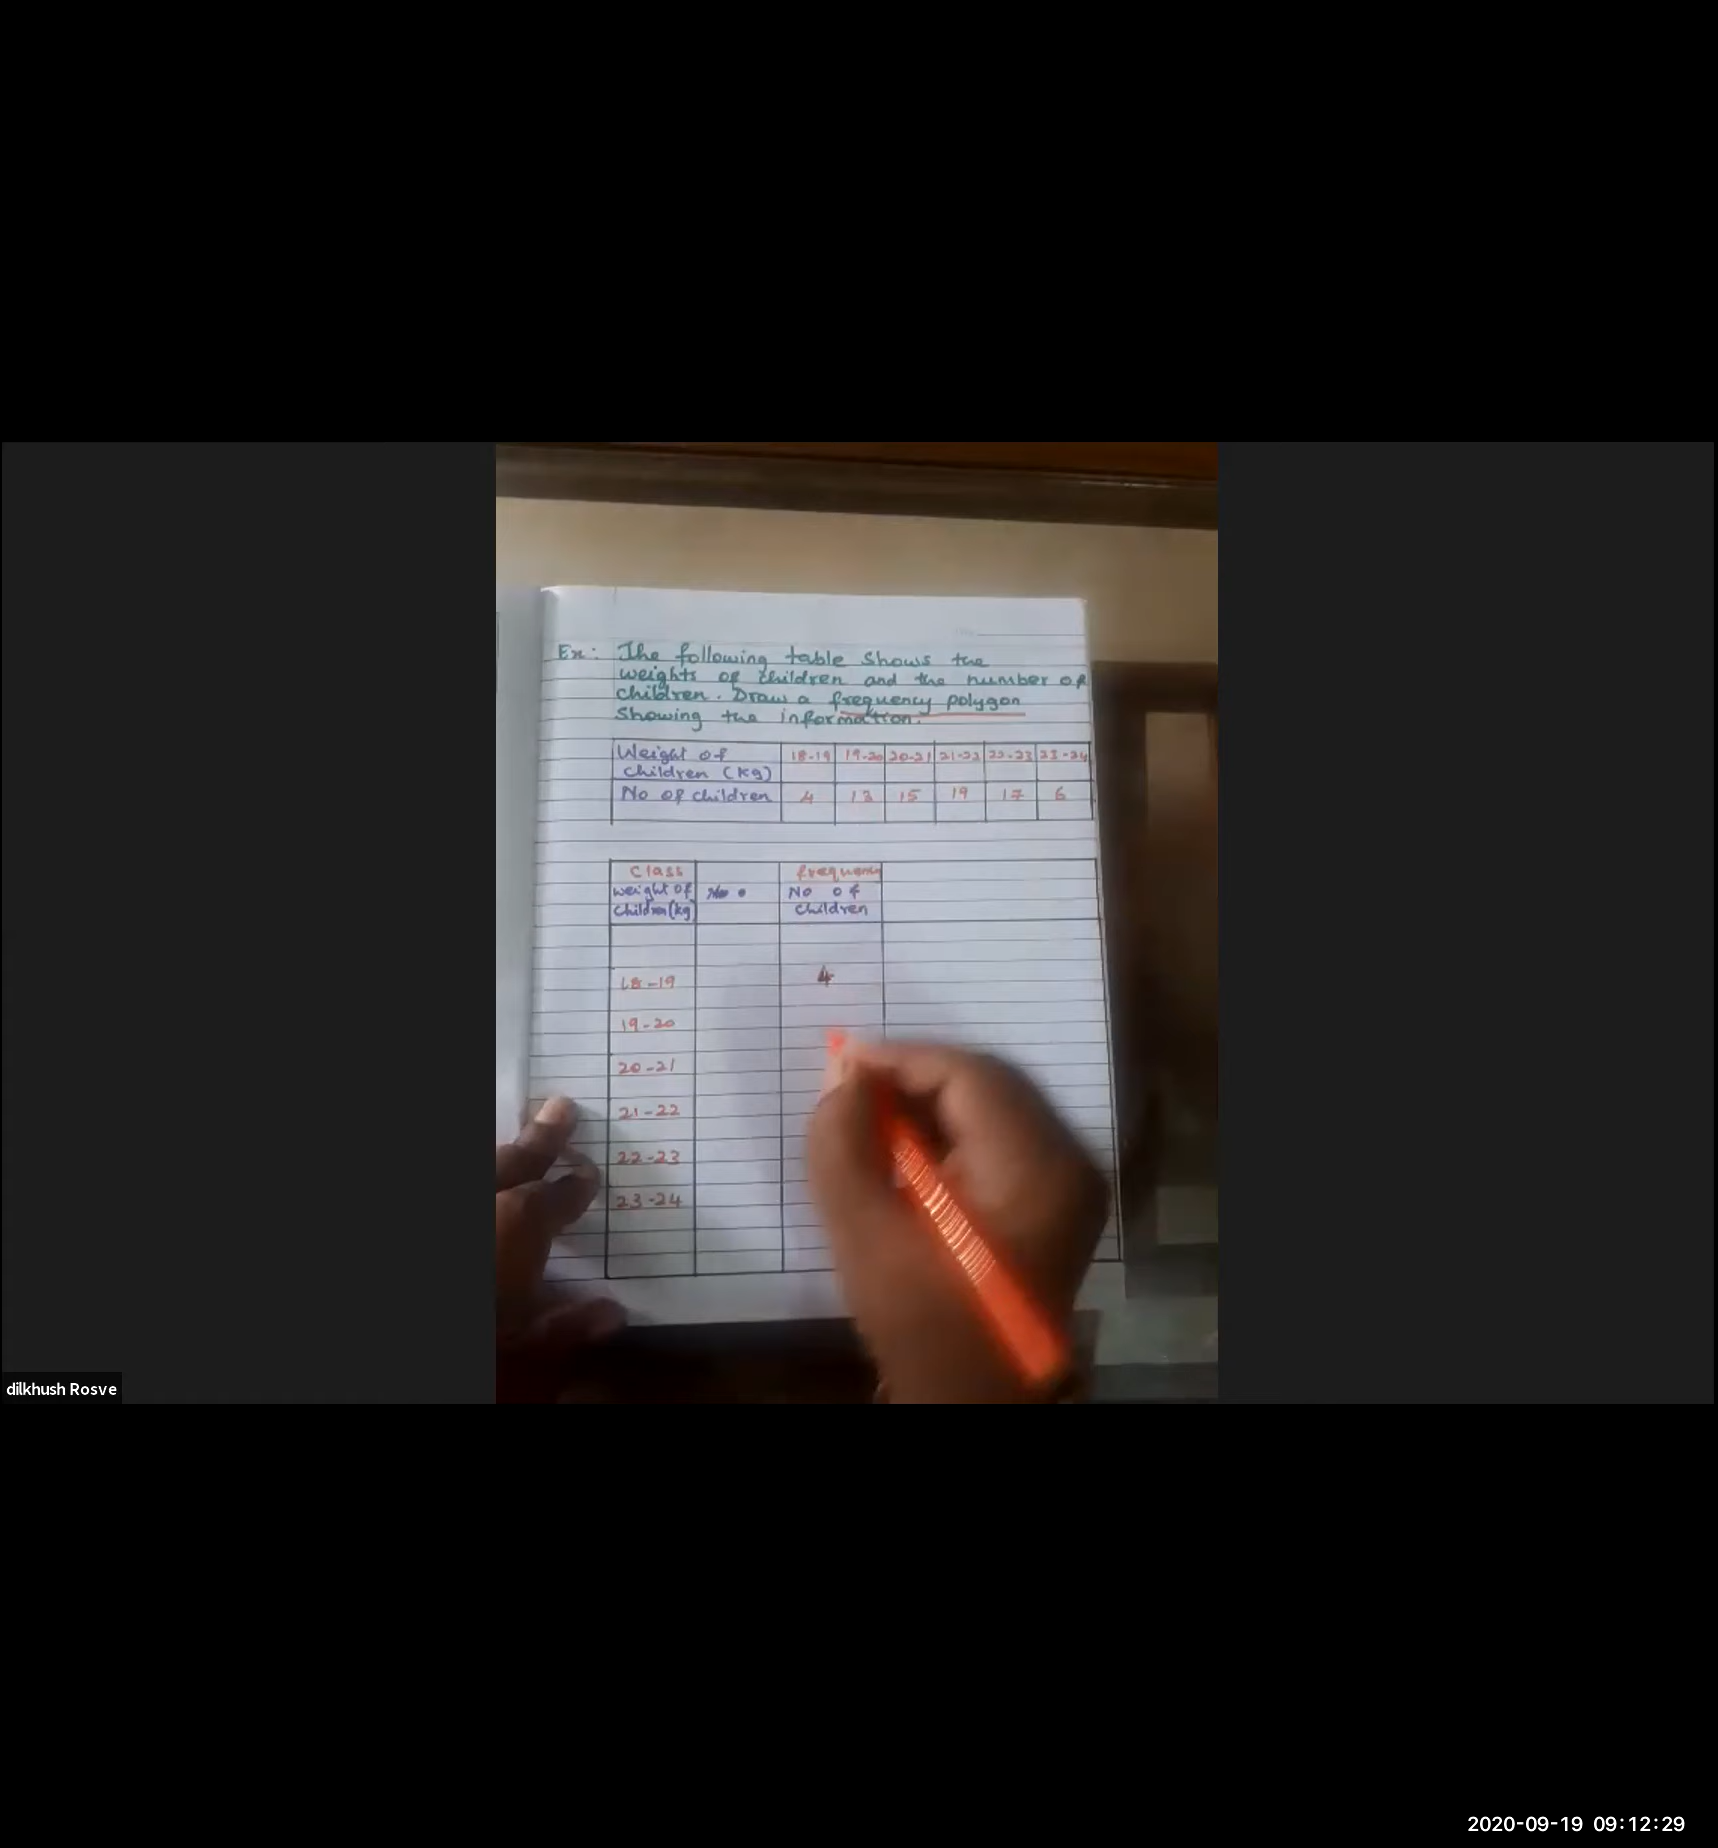 Ex: The following table shows the
weights of children and the number of
children. Draw a frequency polygon
showing the information.
Weight of children (kg) 18-19 19-20 20-21 21-22 22-23 23-24
No of children 4 13 15 19 17 6
Class weight of children (kg) No o frequency No of children
18-19 4
19-20
20-21
21-22
22-23
23-24
dilkhush Rosve
2020-09-19 09:12:29